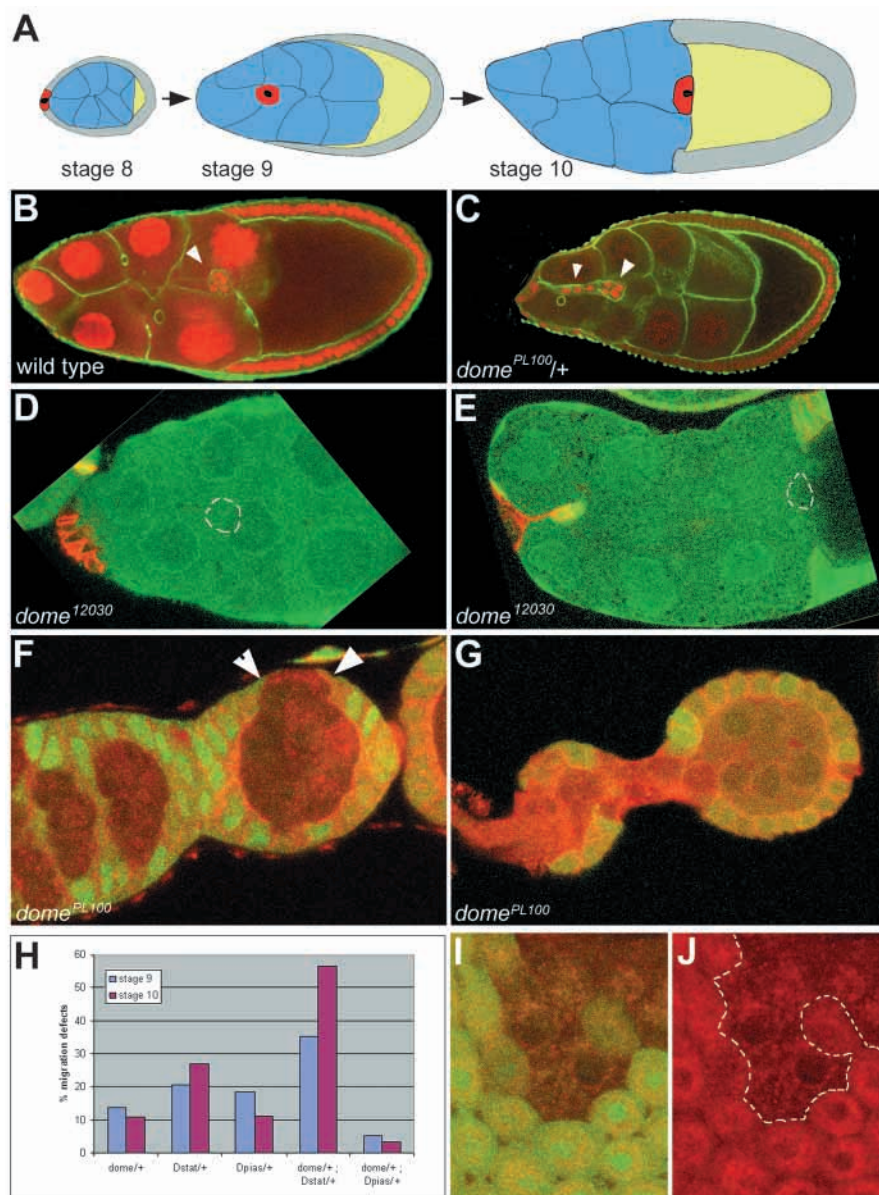 A
stage 8
stage 9
stage 10
B
wild type
C
dome^PL100/+
D
dome^12030
E
dome^12030
F
dome^PL100
G
dome^PL100
H
stage 9
stage 10
% migration defects
60
50
40
30
20
10
0
dome/+
Dstat/+
Dpias/+
dome/+ ;
Dstat/+
dome/+ ;
Dpias/+
I
J